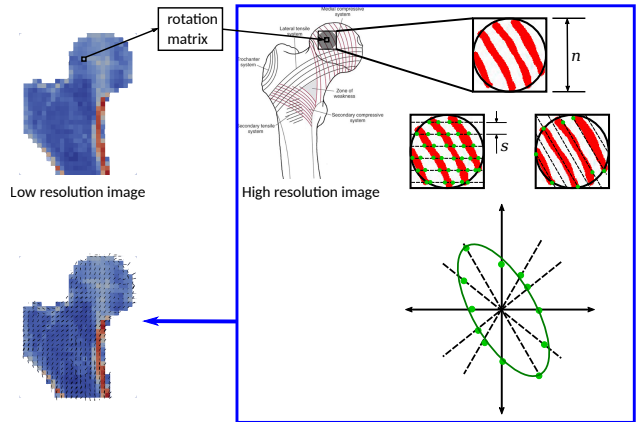 rotation
matrix
Medial compressive
system
Lateral tensile
system
trochanter
system
Zone of
weakness
Secondary compressive
system
Secondary tensile
system
n
s
Low resolution image
High resolution image